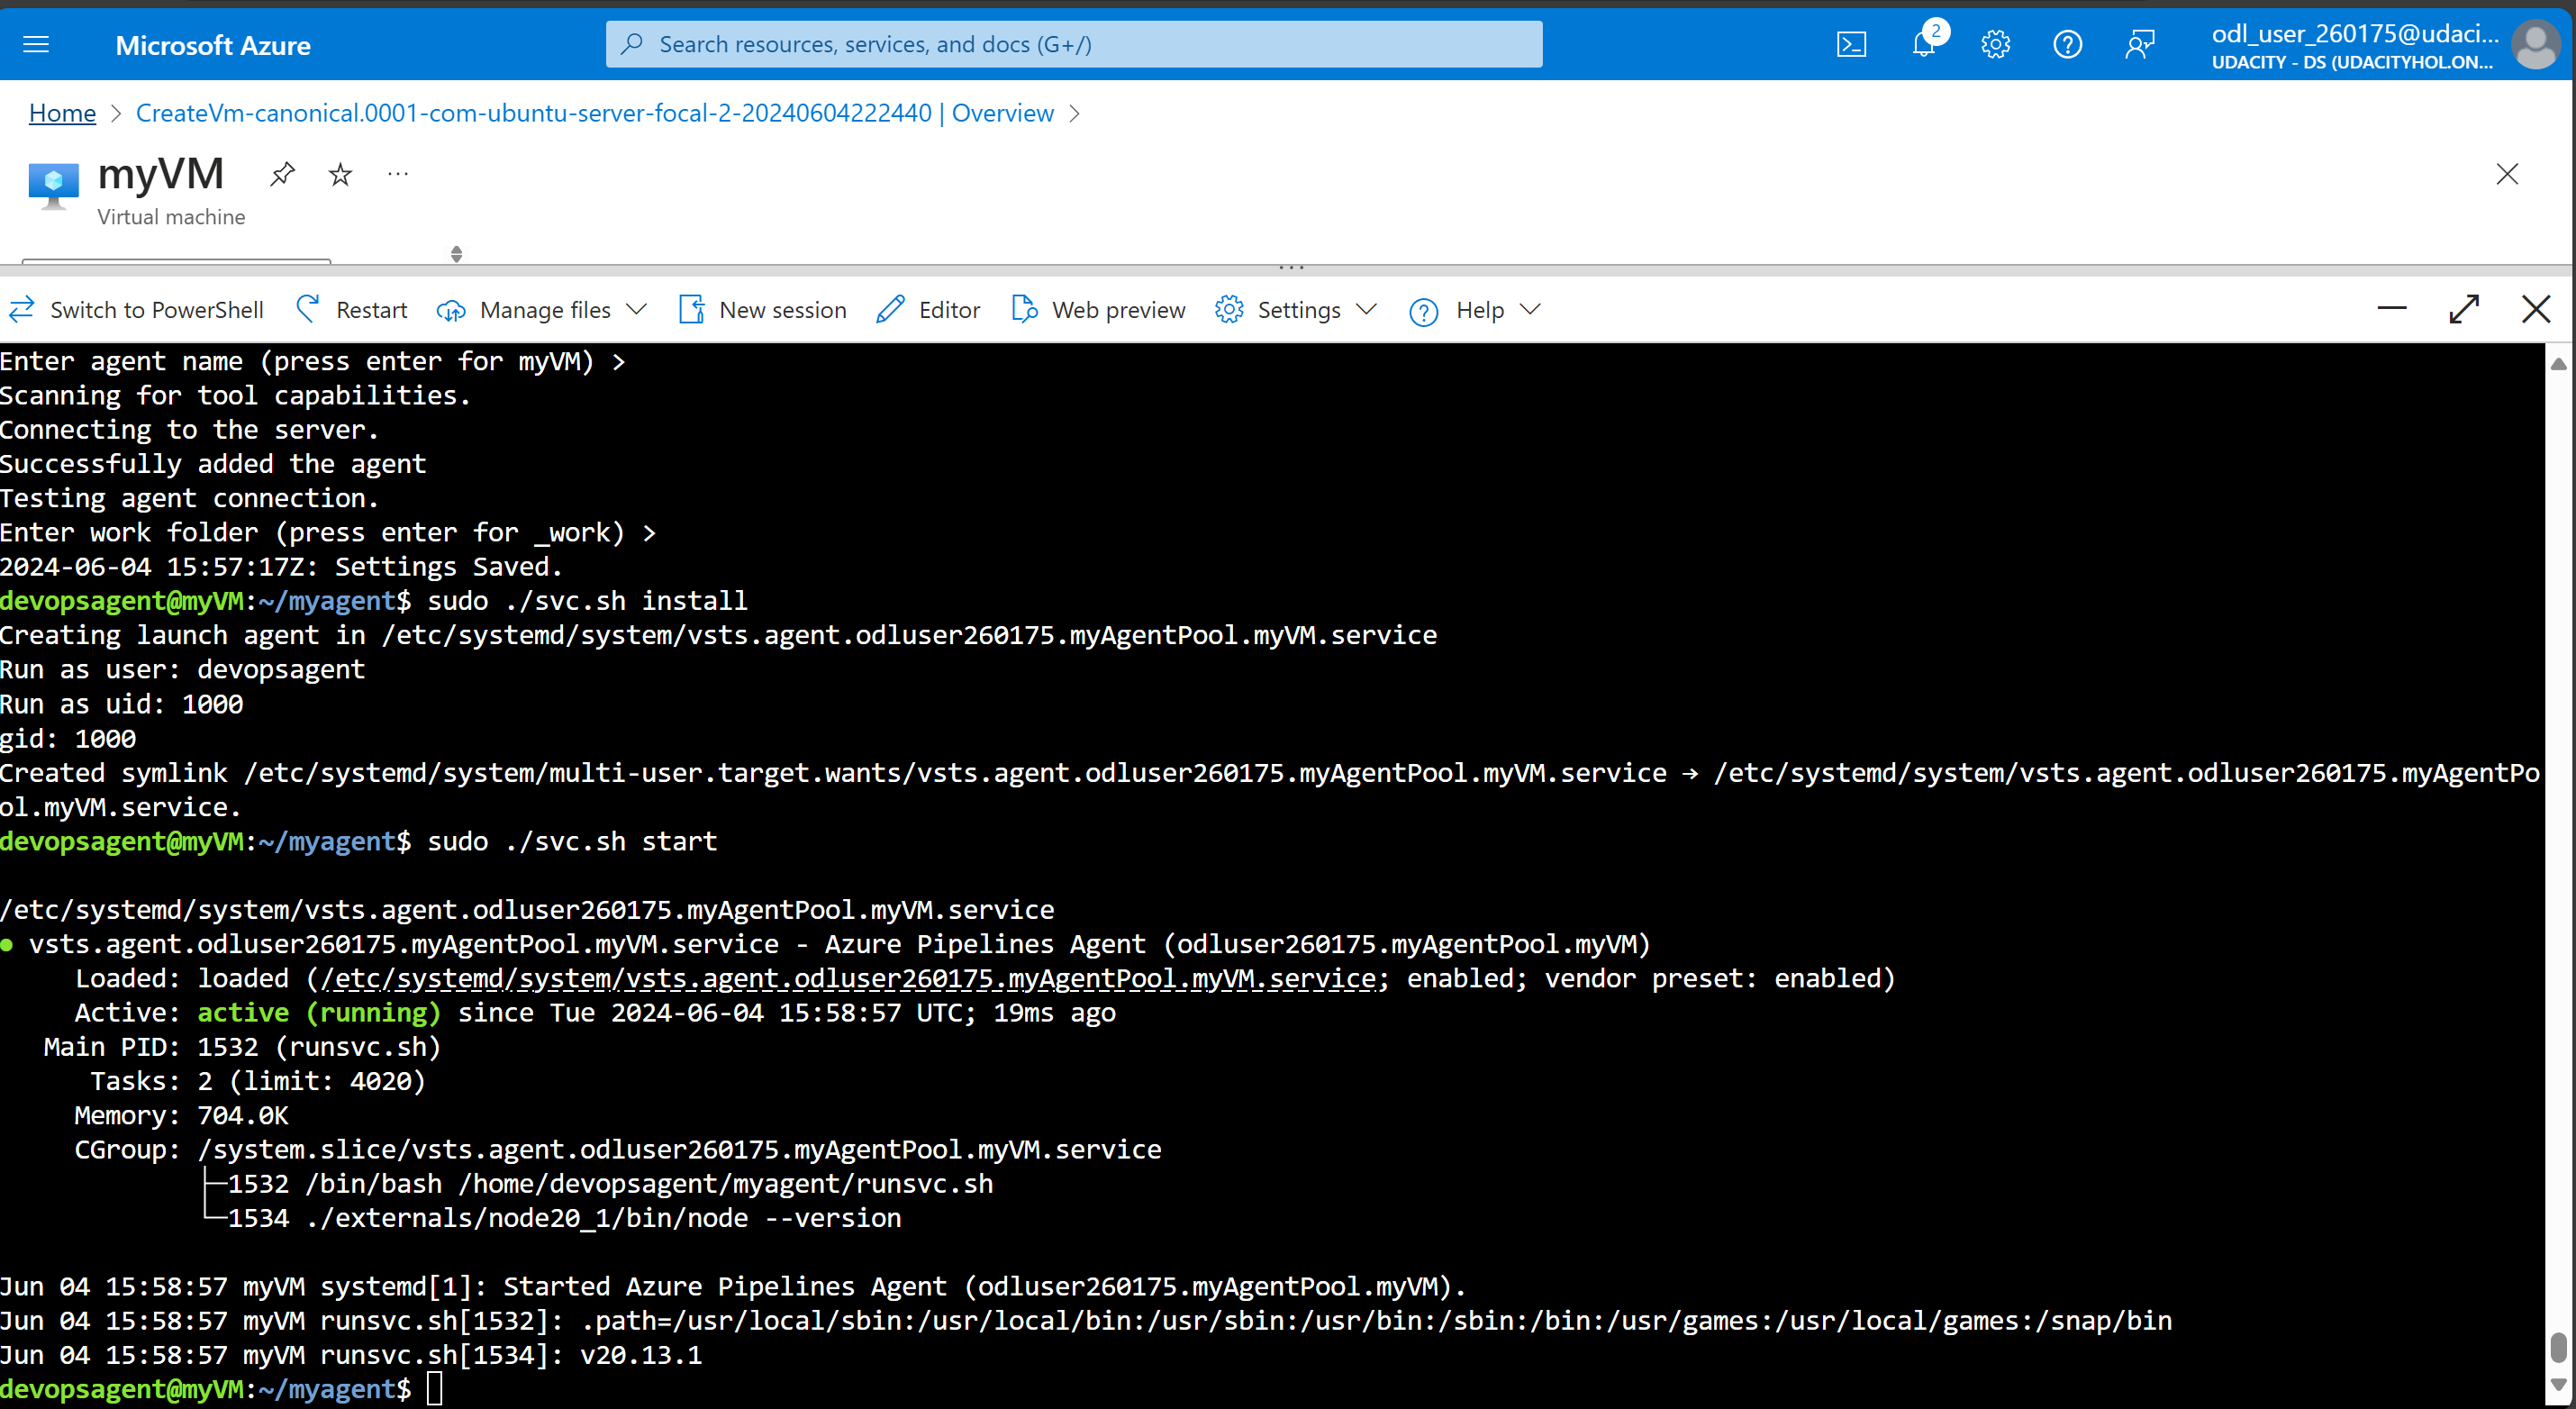 Microsoft Azure
Search resources, services, and docs (G+/)
2
odl_user_260175@udaci...
UDACITY - DS (UDACITYHOL.ON...
Home > CreateVm-canonical.0001-com-ubuntu-server-focal-2-20240604222440 | Overview >
myVM
Virtual machine
Switch to PowerShell Restart Manage files New session Editor Web preview Settings Help
Enter agent name (press enter for myVM) >
Scanning for tool capabilities.
Connecting to the server.
Successfully added the agent
Testing agent connection.
Enter work folder (press enter for _work) >
2024-06-04 15:57:17Z: Settings Saved.
devopsagent@myVM:~/myagent$ sudo ./svc.sh install
Creating launch agent in /etc/systemd/system/vsts.agent.odluser260175.myAgentPool.myVM.service
Run as user: devopsagent
Run as uid: 1000
gid: 1000
Created symlink /etc/systemd/system/multi-user.target.wants/vsts.agent.odluser260175.myAgentPool.myVM.service → /etc/systemd/system/vsts.agent.odluser260175.myAgentPo
ol.myVM.service.
devopsagent@myVM:~/myagent$ sudo ./svc.sh start
/etc/systemd/system/vsts.agent.odluser260175.myAgentPool.myVM.service
● vsts.agent.odluser260175.myAgentPool.myVM.service - Azure Pipelines Agent (odluser260175.myAgentPool.myVM)
Loaded: loaded (/etc/systemd/system/vsts.agent.odluser260175.myAgentPool.myVM.service; enabled; vendor preset: enabled)
Active: active (running) since Tue 2024-06-04 15:58:57 UTC; 19ms ago
Main PID: 1532 (runsvc.sh)
Tasks: 2 (limit: 4020)
Memory: 704.0K
CGroup: /system.slice/vsts.agent.odluser260175.myAgentPool.myVM.service
├─1532 /bin/bash /home/devopsagent/myagent/runsvc.sh
└─1534 ./externals/node20_1/bin/node --version
Jun 04 15:58:57 myVM systemd[1]: Started Azure Pipelines Agent (odluser260175.myAgentPool.myVM).
Jun 04 15:58:57 myVM runsvc.sh[1532]: .path=/usr/local/sbin:/usr/local/bin:/usr/sbin:/usr/bin:/sbin:/bin:/usr/games:/usr/local/games:/snap/bin
Jun 04 15:58:57 myVM runsvc.sh[1534]: v20.13.1
devopsagent@myVM:~/myagent$